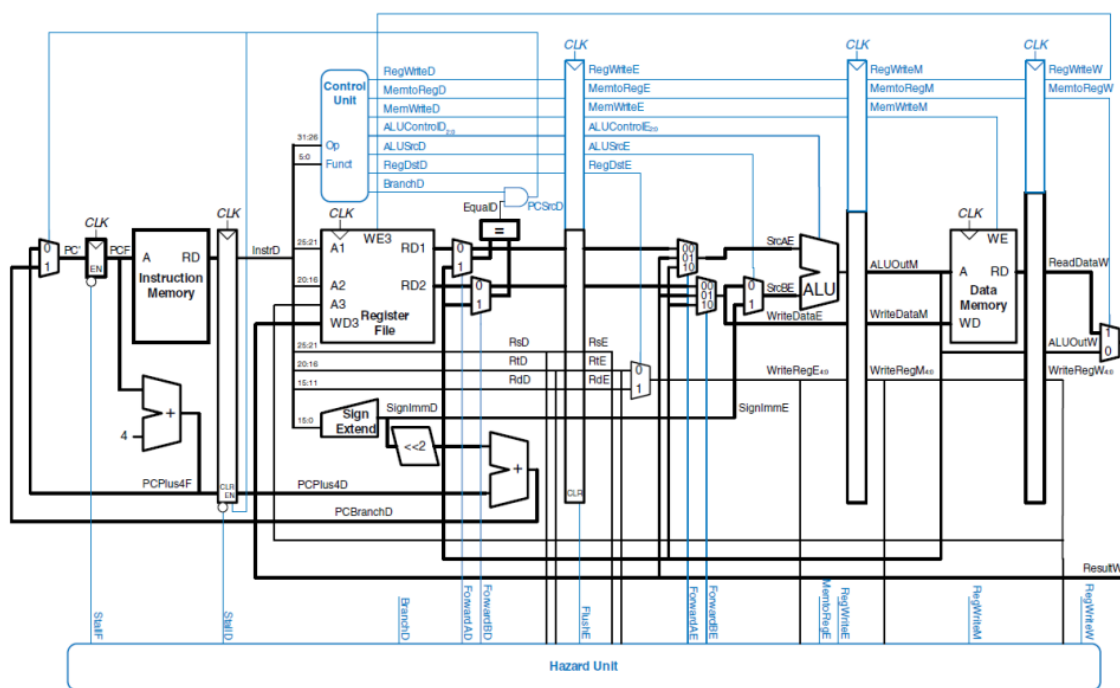 CLK
CLK
CLK
Control
Unit
RegWriteD
MemtoRegD
MemWriteD
ALUControlD2:0
ALUSrcD
RegDstD
BranchD
RegWriteE
MemtoRegE
MemWriteE
ALUControlE2:0
ALUSrcE
RegDstE
RegWriteM
MemtoRegM
MemWriteM
RegWriteW
MemtoRegW
31:26
Op
5:0
Funct
EqualD
PCSrcD
=
CLK
CLK
CLK
CLK
0
1
PC'
PCF
EN
A RD
Instruction
Memory
InstrD
25:21
A1
WE3
RD1
20:16
A2
RD2
A3
WD3
Register
File
0
1
0
1
00
01
10
00
01
10
0
1
SrcAE
SrcBE
ALU
ALUOutM
WriteDataE
WriteDataM
WE
A RD
Data
Memory
WD
ReadDataW
ALUOutW
1
0
25:21
RsD
RsE
20:16
RtD
RtE
15:11
RdD
RdE
0
1
WriteRegE4:0
WriteRegM4:0
WriteRegW4:0
15:0
Sign
Extend
SignImmD
SignImmE
<<2
+
+
4
PCPlus4F
CLR
EN
PCPlus4D
CLR
PCBranchD
ResultW
StallF
StallD
BranchD
ForwardAD
ForwardBD
FlushE
ForwardAE
ForwardBE
MemtoRegE
RegWriteE
RegWriteM
RegWriteW
Hazard Unit